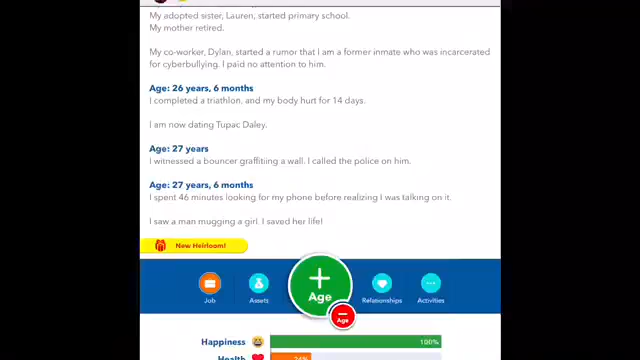 My adopted sister, Lauren, started primary school.
My mother retired.
My co-worker, Dylan, started a rumor that I am a former inmate who was incarcerated
for cyberbullying. I paid no attention to him.
Age: 26 years, 6 months
I completed a triathlon, and my body hurt for 14 days.
I am now dating Tupac Daley.
Age: 27 years
I witnessed a bouncer graffitiing a wall. I called the police on him.
Age: 27 years, 6 months
I spent 46 minutes looking for my phone before realizing I was talking on it.
I saw a man mugging a girl. I saved her life!
New Heirloom!
Age
Job
Assets
Relationships
Activities
Age
Happiness 100%
Health 24%